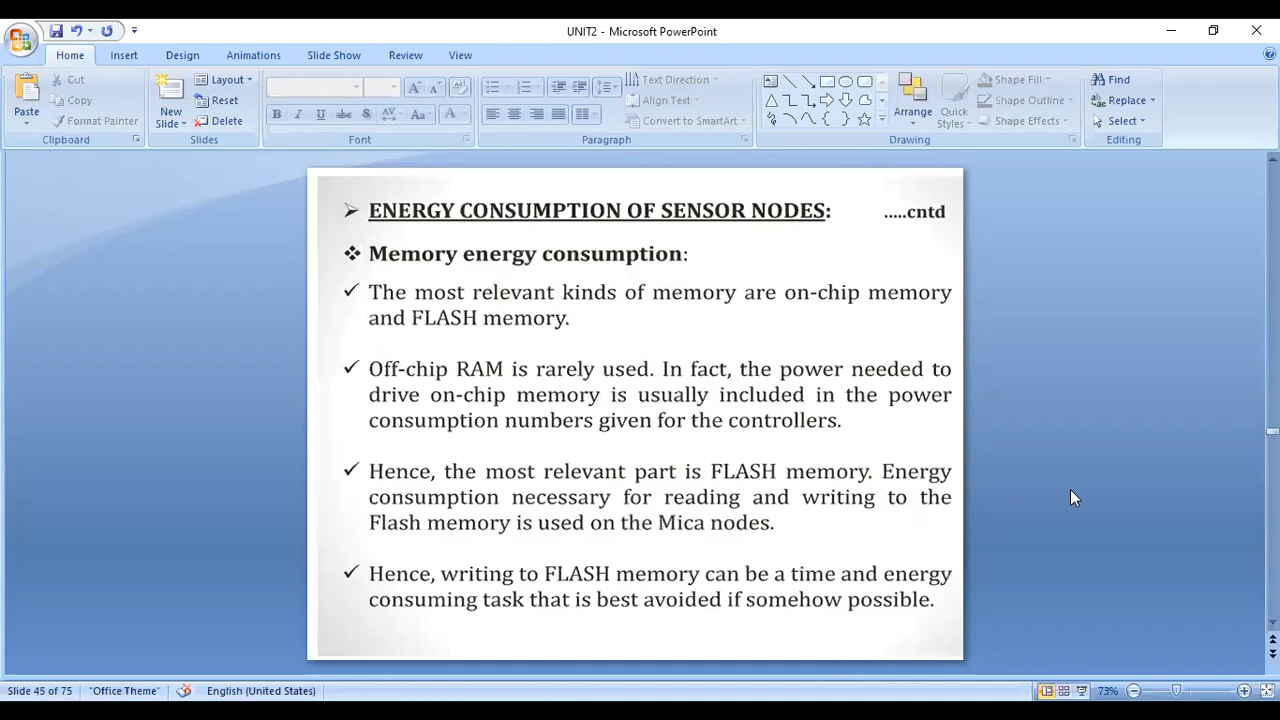 UNIT2 - Microsoft PowerPoint
Home Insert Design Animations Slide Show Review View
Paste Cut Copy Format Painter Clipboard
New Slide Layout Reset Delete Slides
B I U abe S AV Aa A Font
Text Direction Align Text Convert to SmartArt Paragraph
Arrange Quick Styles Shape Fill Shape Outline Shape Effects Drawing
Find Replace Select Editing
ENERGY CONSUMPTION OF SENSOR NODES: .....cntd
Memory energy consumption:
The most relevant kinds of memory are on-chip memory
and FLASH memory.
Off-chip RAM is rarely used. In fact, the power needed to
drive on-chip memory is usually included in the power
consumption numbers given for the controllers.
Hence, the most relevant part is FLASH memory. Energy
consumption necessary for reading and writing to the
Flash memory is used on the Mica nodes.
Hence, writing to FLASH memory can be a time and energy
consuming task that is best avoided if somehow possible.
Slide 45 of 75 "Office Theme" English (United States) 73%